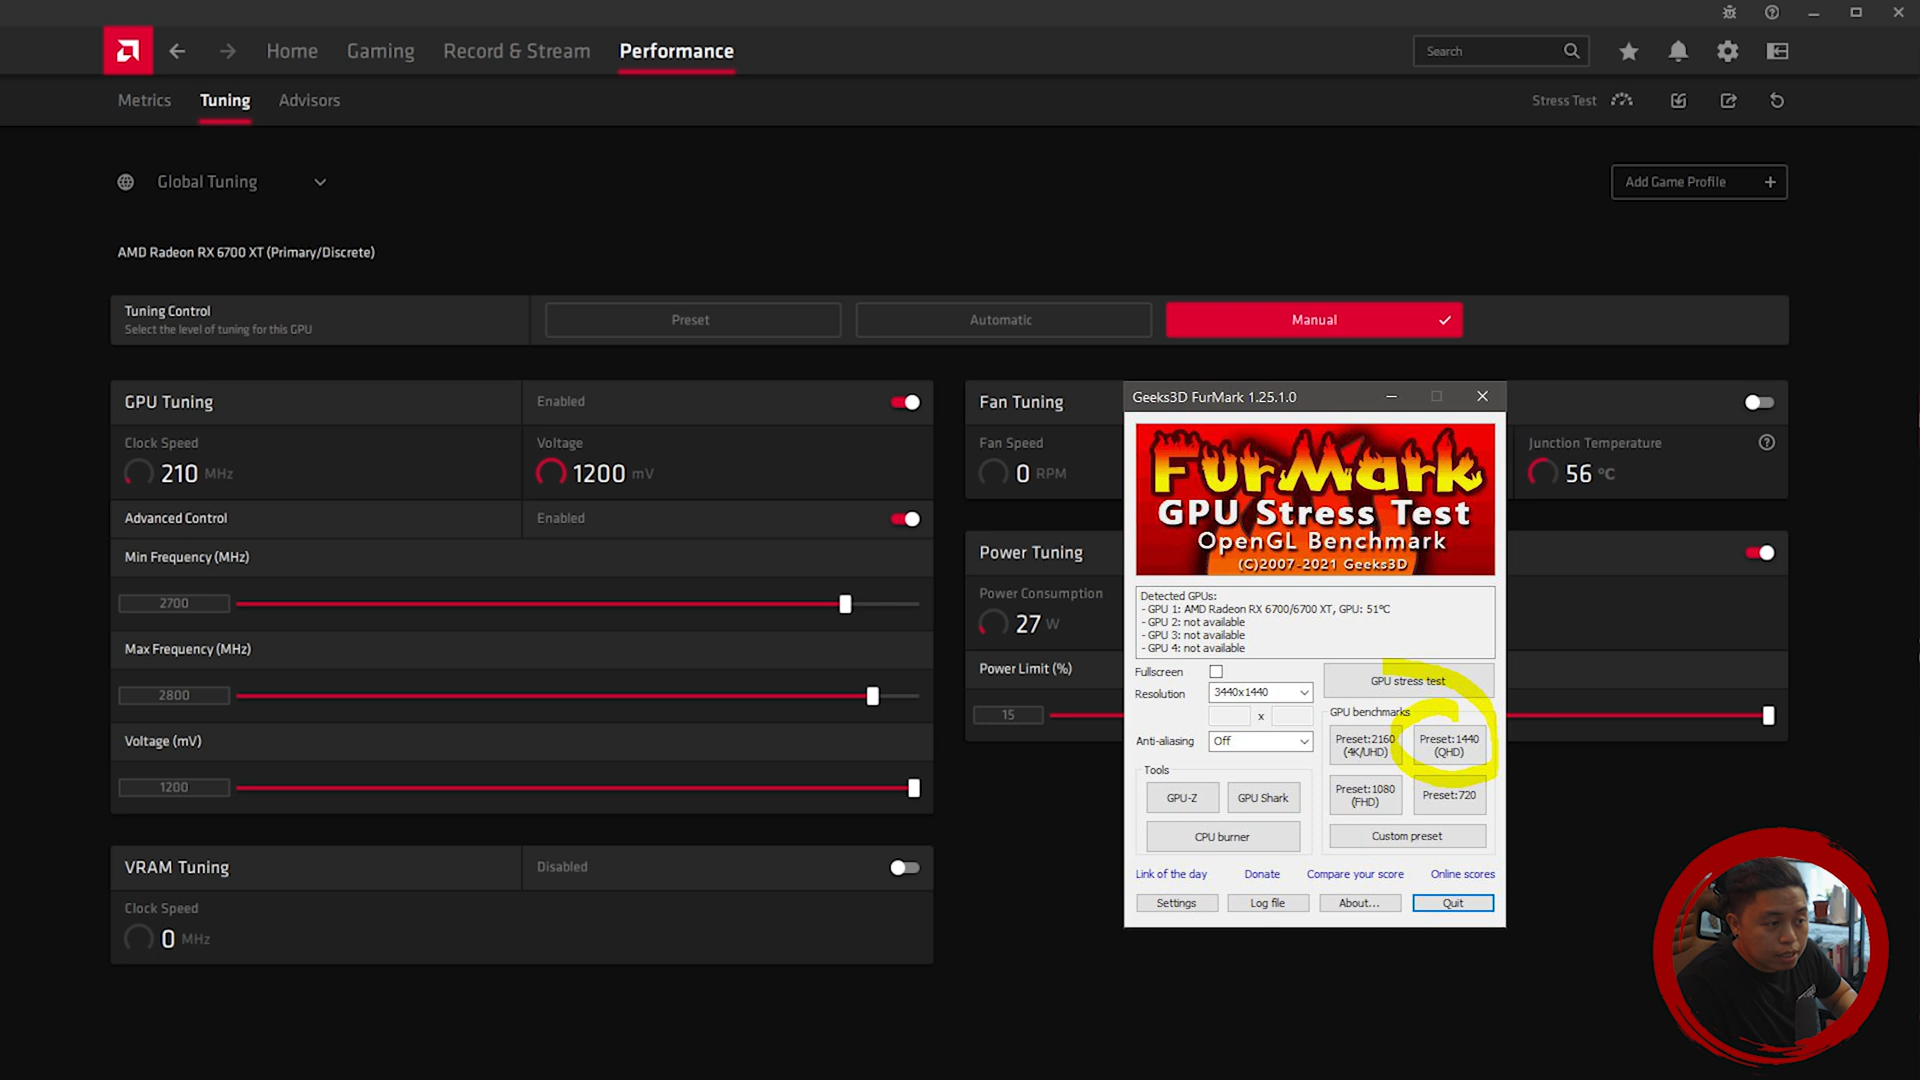 Home
Gaming
Record & Stream
Performance
Search
Metrics
Tuning
Advisors
Stress Test
Global Tuning
Add Game Profile
AMD Radeon RX 6700 XT (Primary/Discrete)
Tuning Control
Select the level of tuning for this GPU
Preset
Automatic
Manual
GPU Tuning
Enabled
Clock Speed
210 MHz
Voltage
1200 mV
Advanced Control
Enabled
Min Frequency (MHz)
2700
Max Frequency (MHz)
2800
Voltage (mV)
1200
VRAM Tuning
Disabled
Clock Speed
0 MHz
Fan Tuning
Fan Speed
0 RPM
Junction Temperature
56 °C
Power Tuning
Power Consumption
27 W
Power Limit (%)
15
Geeks3D FurMark 1.25.1.0
FurMark
GPU Stress Test
OpenGL Benchmark
(C)2007-2021 Geeks3D
Detected GPUs:
- GPU 1: AMD Radeon RX 6700/6700 XT, GPU: 51°C
- GPU 2: not available
- GPU 3: not available
- GPU 4: not available
Fullscreen
Resolution
3440x1440
x
Anti-aliasing
Off
GPU stress test
GPU benchmarks
Preset:2160
(4K/UHD)
Preset:1440
(QHD)
Preset:1080
(FHD)
Preset:720
Custom preset
Tools
GPU-Z
GPU Shark
CPU burner
Link of the day
Donate
Compare your score
Online scores
Settings
Log file
About...
Quit